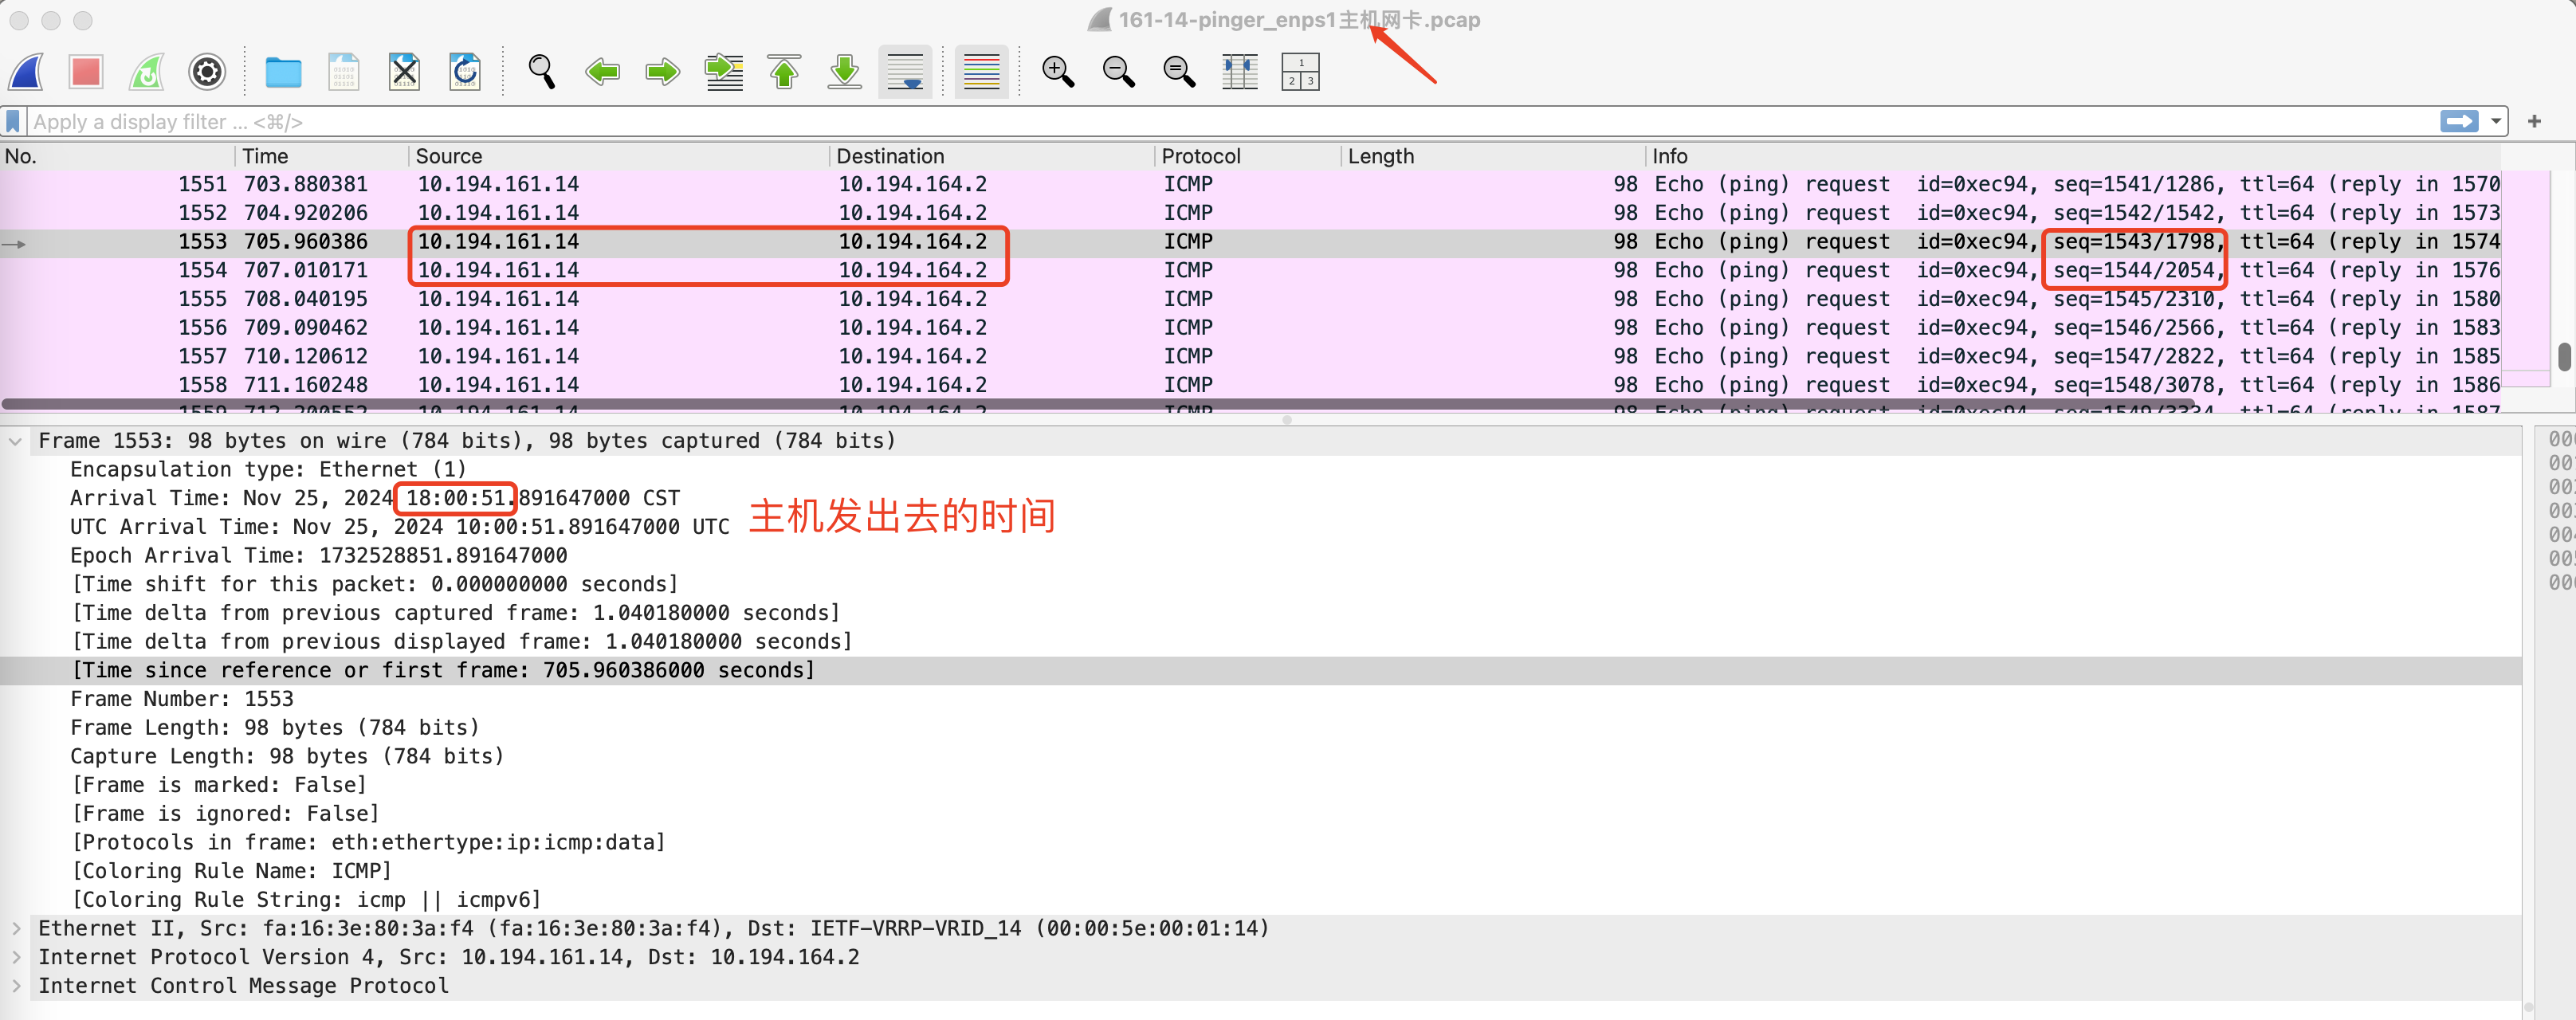 161-14-pinger_enps1主机网卡.pcap
Apply a display filter ... <⌘/>
No. Time Source Destination Protocol Length Info
1551 703.880381 10.194.161.14 10.194.164.2 ICMP 98 Echo (ping) request id=0xec94, seq=1541/1286, ttl=64 (reply in 1570
1552 704.920206 10.194.161.14 10.194.164.2 ICMP 98 Echo (ping) request id=0xec94, seq=1542/1542, ttl=64 (reply in 1573
1553 705.960386 10.194.161.14 10.194.164.2 ICMP 98 Echo (ping) request id=0xec94, seq=1543/1798, ttl=64 (reply in 1574
1554 707.010171 10.194.161.14 10.194.164.2 ICMP 98 Echo (ping) request id=0xec94, seq=1544/2054, ttl=64 (reply in 1576
1555 708.040195 10.194.161.14 10.194.164.2 ICMP 98 Echo (ping) request id=0xec94, seq=1545/2310, ttl=64 (reply in 1580
1556 709.090462 10.194.161.14 10.194.164.2 ICMP 98 Echo (ping) request id=0xec94, seq=1546/2566, ttl=64 (reply in 1583
1557 710.120612 10.194.161.14 10.194.164.2 ICMP 98 Echo (ping) request id=0xec94, seq=1547/2822, ttl=64 (reply in 1585
1558 711.160248 10.194.161.14 10.194.164.2 ICMP 98 Echo (ping) request id=0xec94, seq=1548/3078, ttl=64 (reply in 1586
Frame 1553: 98 bytes on wire (784 bits), 98 bytes captured (784 bits)
Encapsulation type: Ethernet (1)
Arrival Time: Nov 25, 2024 18:00:51.891647000 CST
主机发出去的时间
UTC Arrival Time: Nov 25, 2024 10:00:51.891647000 UTC
Epoch Arrival Time: 1732528851.891647000
[Time shift for this packet: 0.000000000 seconds]
[Time delta from previous captured frame: 1.040180000 seconds]
[Time delta from previous displayed frame: 1.040180000 seconds]
[Time since reference or first frame: 705.960386000 seconds]
Frame Number: 1553
Frame Length: 98 bytes (784 bits)
Capture Length: 98 bytes (784 bits)
[Frame is marked: False]
[Frame is ignored: False]
[Protocols in frame: eth:ethertype:ip:icmp:data]
[Coloring Rule Name: ICMP]
[Coloring Rule String: icmp || icmpv6]
Ethernet II, Src: fa:16:3e:80:3a:f4 (fa:16:3e:80:3a:f4), Dst: IETF-VRRP-VRID_14 (00:00:5e:00:01:14)
Internet Protocol Version 4, Src: 10.194.161.14, Dst: 10.194.164.2
Internet Control Message Protocol